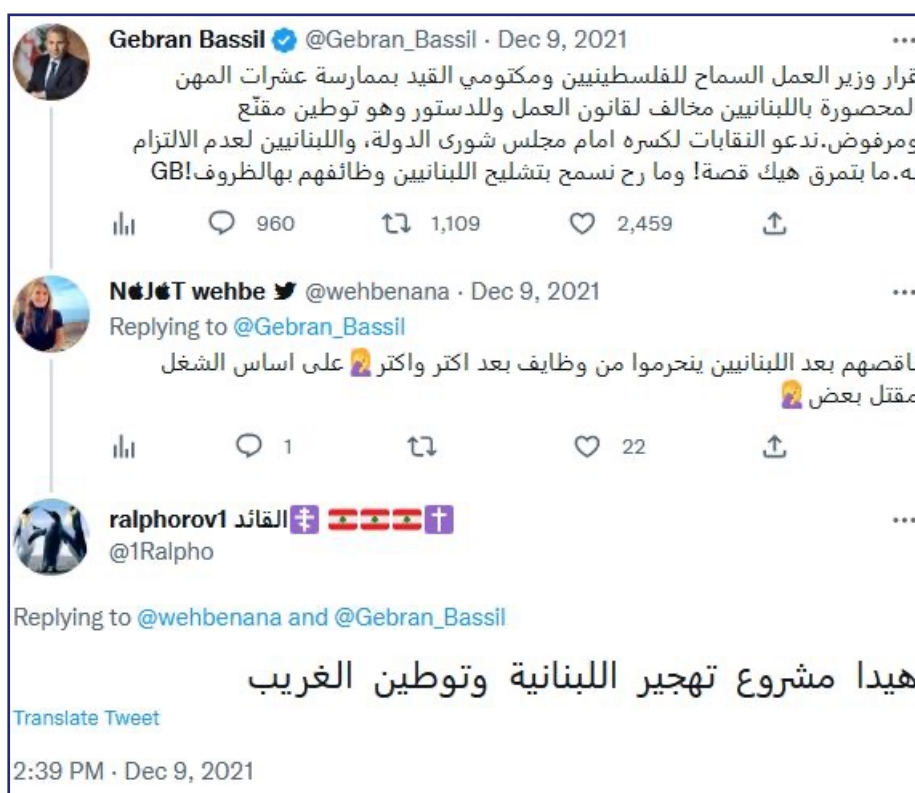 Gebran Bassil @Gebran_Bassil · Dec 9, 2021
قرار وزير العمل السماح للفلسطينيين ومكتومي القيد بممارسة عشرات المهن
المحصورة باللبنانيين مخالف لقانون العمل وللدستور وهو توطين مقنّع
ومرفوض.ندعو النقابات لكسره امام مجلس شورى الدولة، واللبنانيين لعدم الالتزام
به.ما بتمرق هيك قصة! وما رح نسمح بتشليح اللبنانيين وظائفهم بهالظروف!GB
960 1,109 2,459
NJT wehbe @wehbenana · Dec 9, 2021
Replying to @Gebran_Bassil
ناقصهم بعد اللبنانيين ينحرموا من وظايف بعد اكتر واكتر🤦‍♀️على اساس الشغل
مقتل بعض🤦‍♀️
1 22
ralphorov1 القائد☦️ 🇱🇧🇱🇧🇱🇧✝️
@1Ralpho
Replying to @wehbenana and @Gebran_Bassil
هيدا مشروع تهجير اللبنانية وتوطين الغريب
Translate Tweet
2:39 PM · Dec 9, 2021